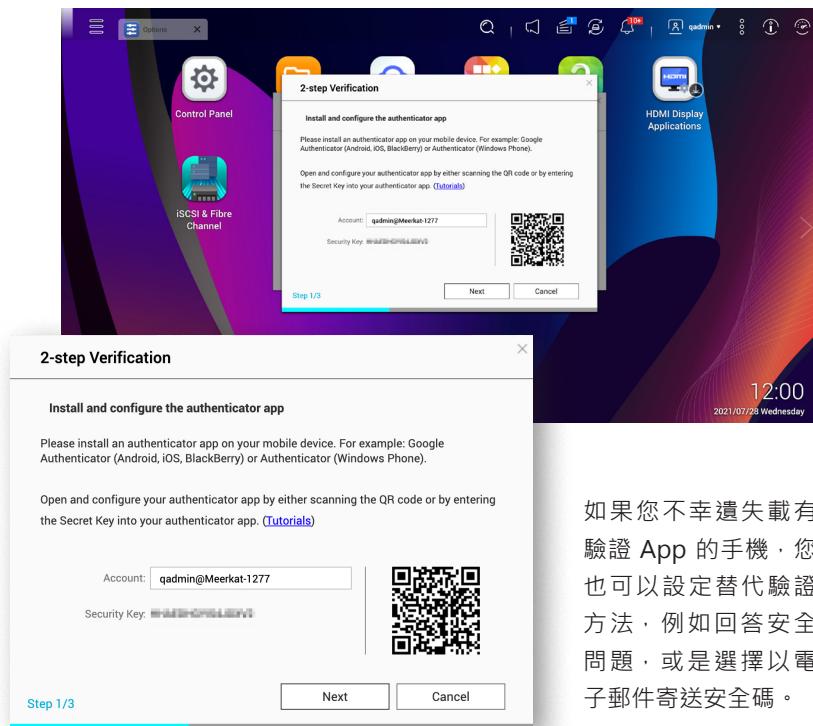 Options X
1
10+
qadmin
Control Panel
HDMI Display
Applications
iSCSI & Fibre
Channel
2-step Verification
Install and configure the authenticator app
Please install an authenticator app on your mobile device. For example: Google
Authenticator (Android, iOS, BlackBerry) or Authenticator (Windows Phone).
Open and configure your authenticator app by either scanning the QR code or by entering
the Secret Key into your authenticator app. (Tutorials)
Account: qadmin@Meerkat-1277
Security Key:
Step 1/3
Next
Cancel
12:00
2021/07/28 Wednesday
2-step Verification
Install and configure the authenticator app
Please install an authenticator app on your mobile device. For example: Google
Authenticator (Android, iOS, BlackBerry) or Authenticator (Windows Phone).
Open and configure your authenticator app by either scanning the QR code or by entering
the Secret Key into your authenticator app. (Tutorials)
Account: qadmin@Meerkat-1277
Security Key:
Step 1/3
Next
Cancel
如果您不幸遺失載有
驗證 App 的手機，您
也可以設定替代驗證
方法，例如回答安全
問題，或是選擇以電
子郵件寄送安全碼。